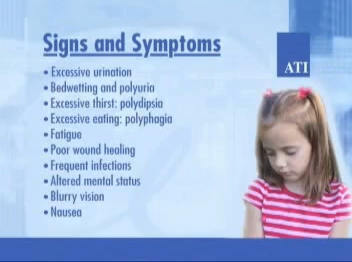 Signs and Symptoms
ATI
• Excessive urination
• Bedwetting and polyuria
• Excessive thirst: polydipsia
• Excessive eating: polyphagia
• Fatigue
• Poor wound healing
• Frequent infections
• Altered mental status
• Blurry vision
• Nausea